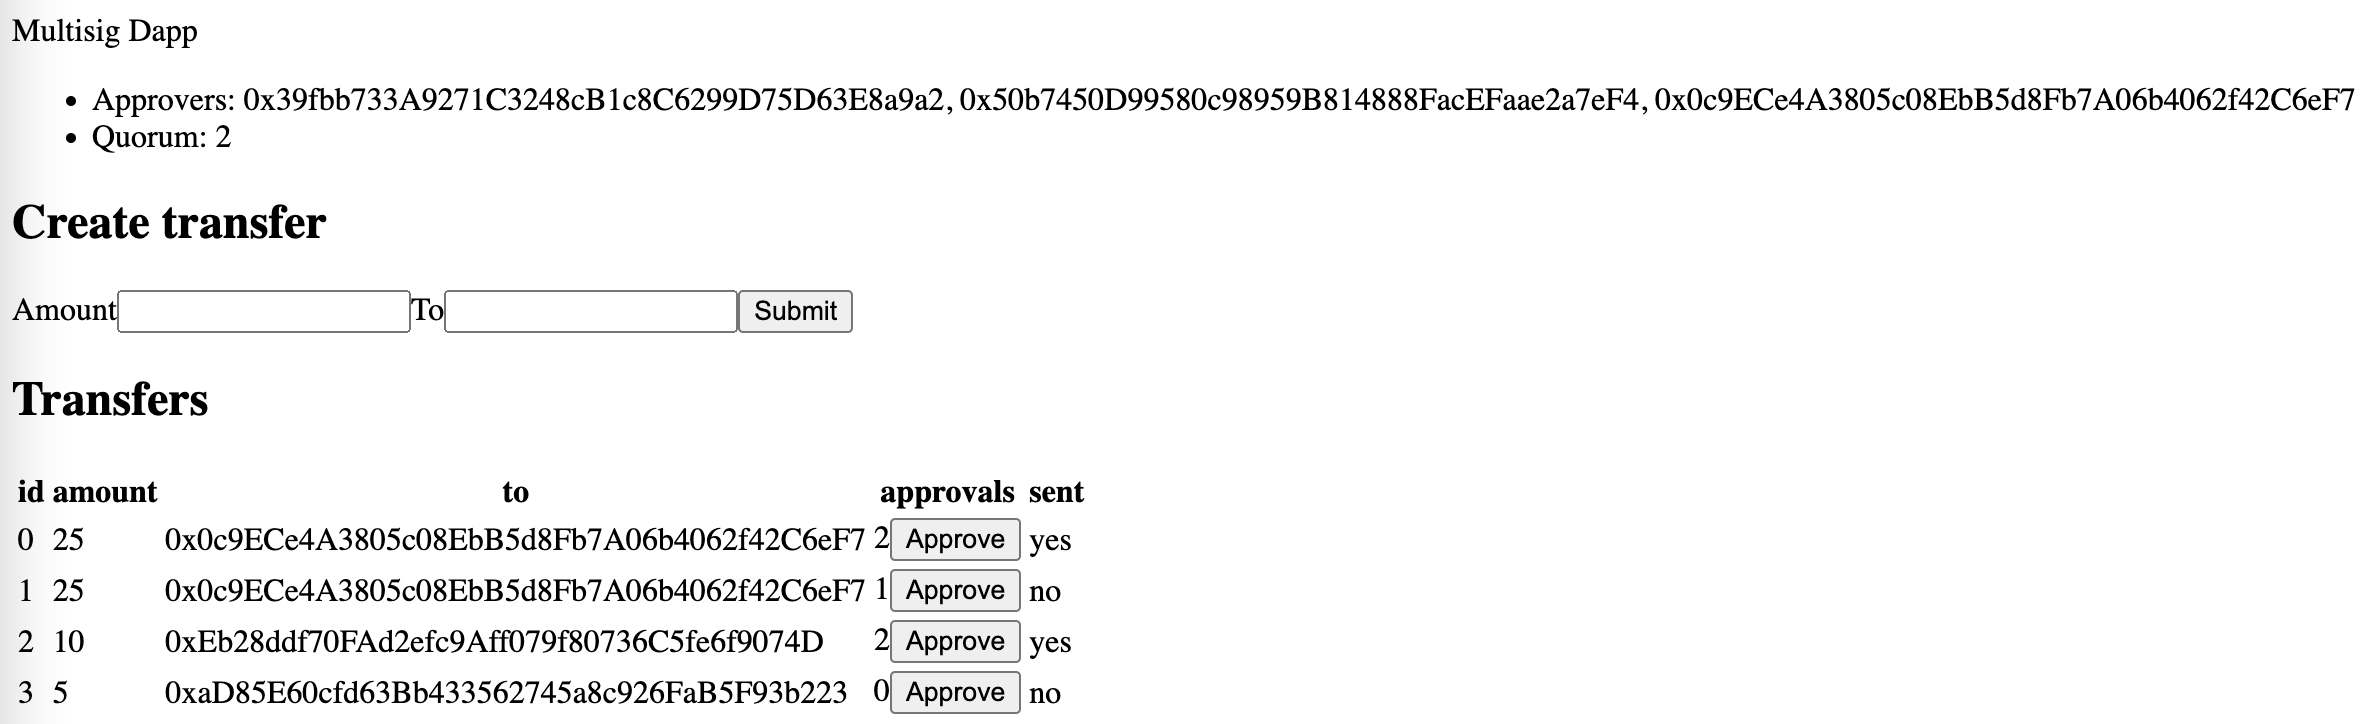 Multisig Dapp
• Approvers: 0x39fbb733A9271C3248cB1c8C6299D75D63E8a9a2, 0x50b7450D99580c98959B814888FacEFaae2a7eF4, 0x0c9ECe4A3805c08EbB5d8Fb7A06b4062f42C6eF7
• Quorum: 2
Create transfer
Amount To Submit
Transfers
id amount to approvals sent
0 25 0x0c9ECe4A3805c08EbB5d8Fb7A06b4062f42C6eF7 2 Approve yes
1 25 0x0c9ECe4A3805c08EbB5d8Fb7A06b4062f42C6eF7 1 Approve no
2 10 0xEb28ddf70FAd2efc9Aff079f80736C5fe6f9074D 2 Approve yes
3 5 0xaD85E60cfd63Bb433562745a8c926FaB5F93b223 0 Approve no